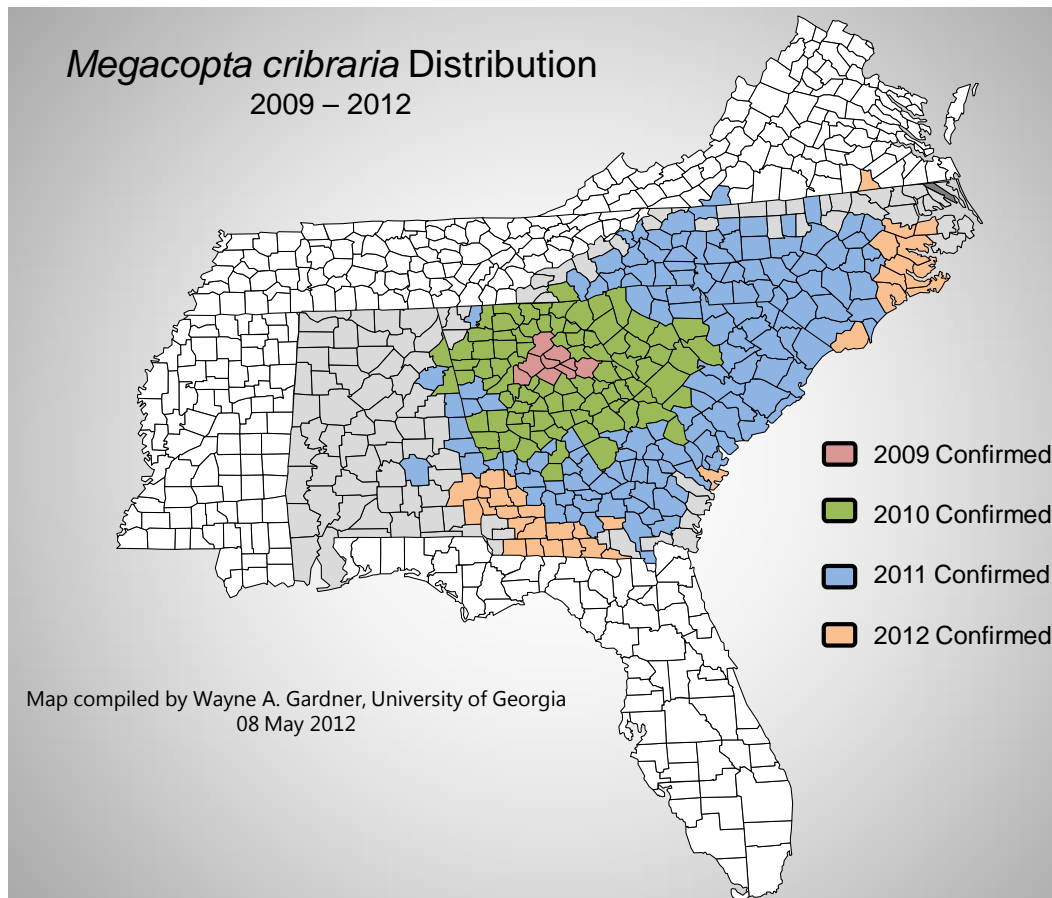 Megacopta cribraria Distribution
2009 – 2012
2009 Confirmed
2010 Confirmed
2011 Confirmed
2012 Confirmed
Map compiled by Wayne A. Gardner, University of Georgia
08 May 2012